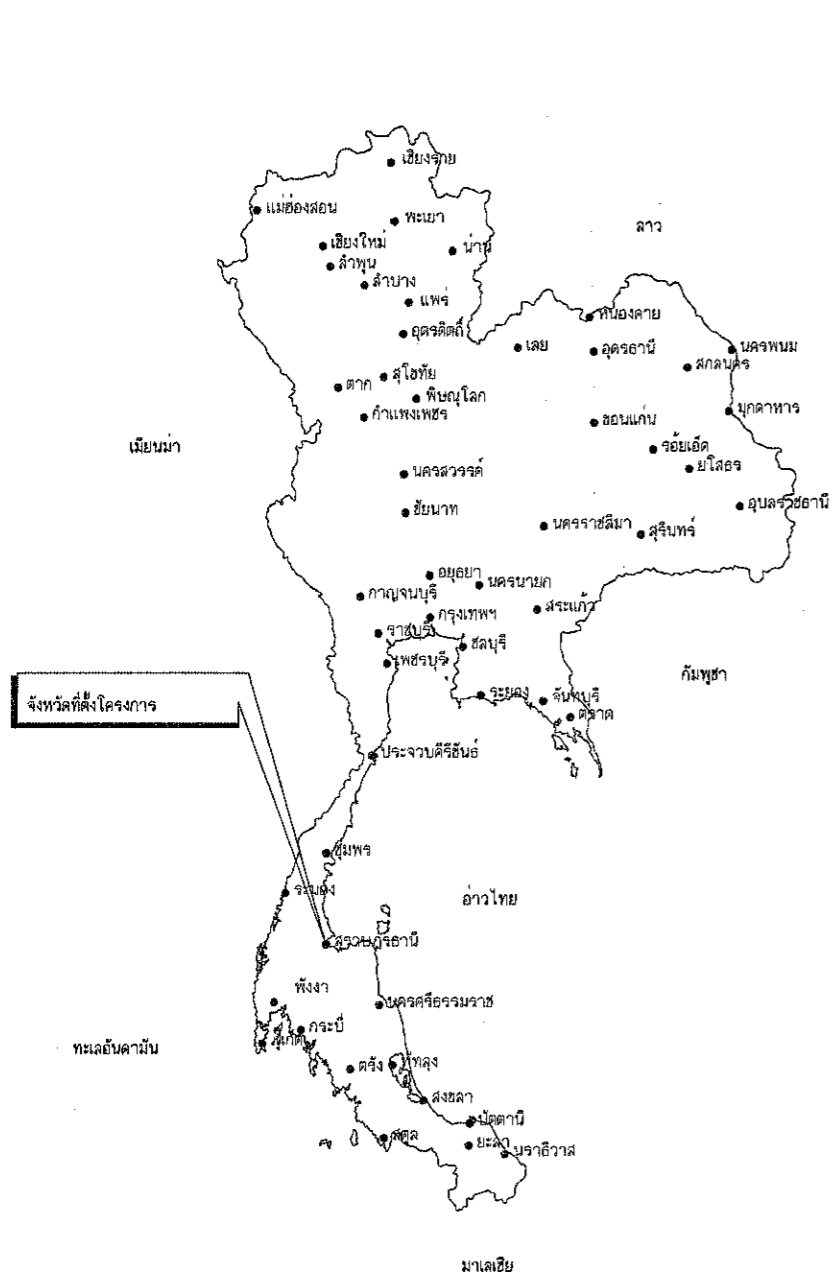 เชียงราย
แม่ฮ่องสอน
พะเยา
ลาว
เชียงใหม่
น่าน
ลำพูน
ลำปาง
แพร่
หนองคาย
อุตรดิตถ์
เลย
อุดรธานี
นครพนม
สกลนคร
สุโขทัย
ตาก
พิษณุโลก
กำแพงเพชร
มุกดาหาร
ขอนแก่น
เมียนม่า
ร้อยเอ็ด
ยโสธร
นครสวรรค์
อุบลราชธานี
ชัยนาท
นครราชสีมา
สุรินทร์
อยุธยา
นครนายก
กาญจนบุรี
สระแก้ว
กรุงเทพฯ
ราชบุรี
ชลบุรี
เพชรบุรี
กัมพูชา
ระยอง
จันทบุรี
จังหวัดที่ตั้งโครงการ
ตราด
ประจวบคีรีขันธ์
ชุมพร
ระนอง
อ่าวไทย
สุราษฎร์ธานี
พังงา
นครศรีธรรมราช
กระบี่
ภูเก็ต
ทะเลอันดามัน
ตรัง
พัทลุง
สงขลา
ปัตตานี
สตูล
ยะลา
นราธิวาส
มาเลเซีย